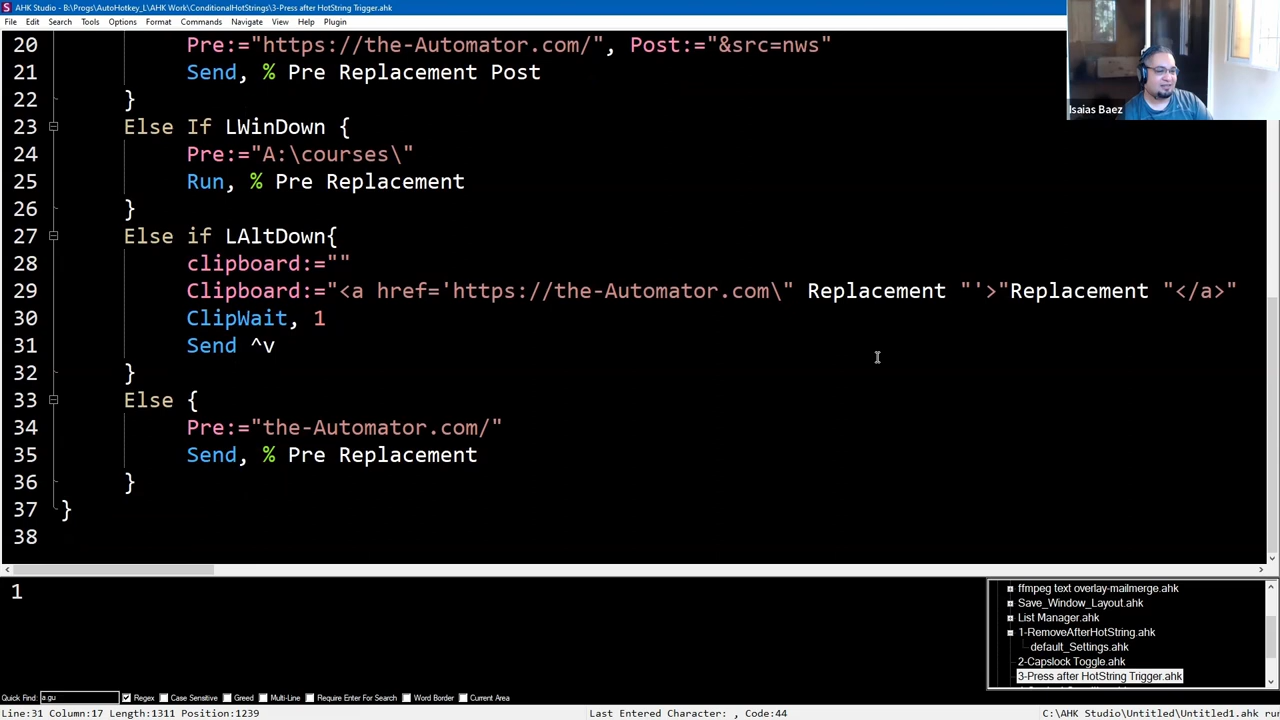 AHK Studio - B:\Progs\AutoHotkey_L\AHK Work\ConditionalHotStrings\3-Press after HotString Trigger.ahk
File Edit Search Tools Options Format Commands Navigate View Help Plugin
Isaias Baez
20 Pre:="https://the-Automator.com/", Post:="&src=nws"
21 Send, % Pre Replacement Post
22 }
23 Else If LWinDown {
24 Pre:="A:\courses\"
25 Run, % Pre Replacement
26 }
27 Else if LAltDown{
28 clipboard:=""
29 Clipboard:="<a href='https://the-Automator.com\" Replacement "'>"Replacement "</a>"
30 ClipWait, 1
31 Send ^v
32 }
33 Else {
34 Pre:="the-Automator.com/"
35 Send, % Pre Replacement
36 }
37 }
38
1
ffmpeg text overlay-mailmerge.ahk
Save_Window_Layout.ahk
List Manager.ahk
1-RemoveAfterHotString.ahk
default_Settings.ahk
2-Capslock Toggle.ahk
3-Press after HotString Trigger.ahk
Quick Find: a.gu Regex Case Sensitive Greed Multi-Line Require Enter For Search Word Border Current Area
Line:31 Column:17 Length:1311 Position:1239 Last Entered Character: , Code:44 C:\AHK Studio\Untitled\Untitled1.ahk run